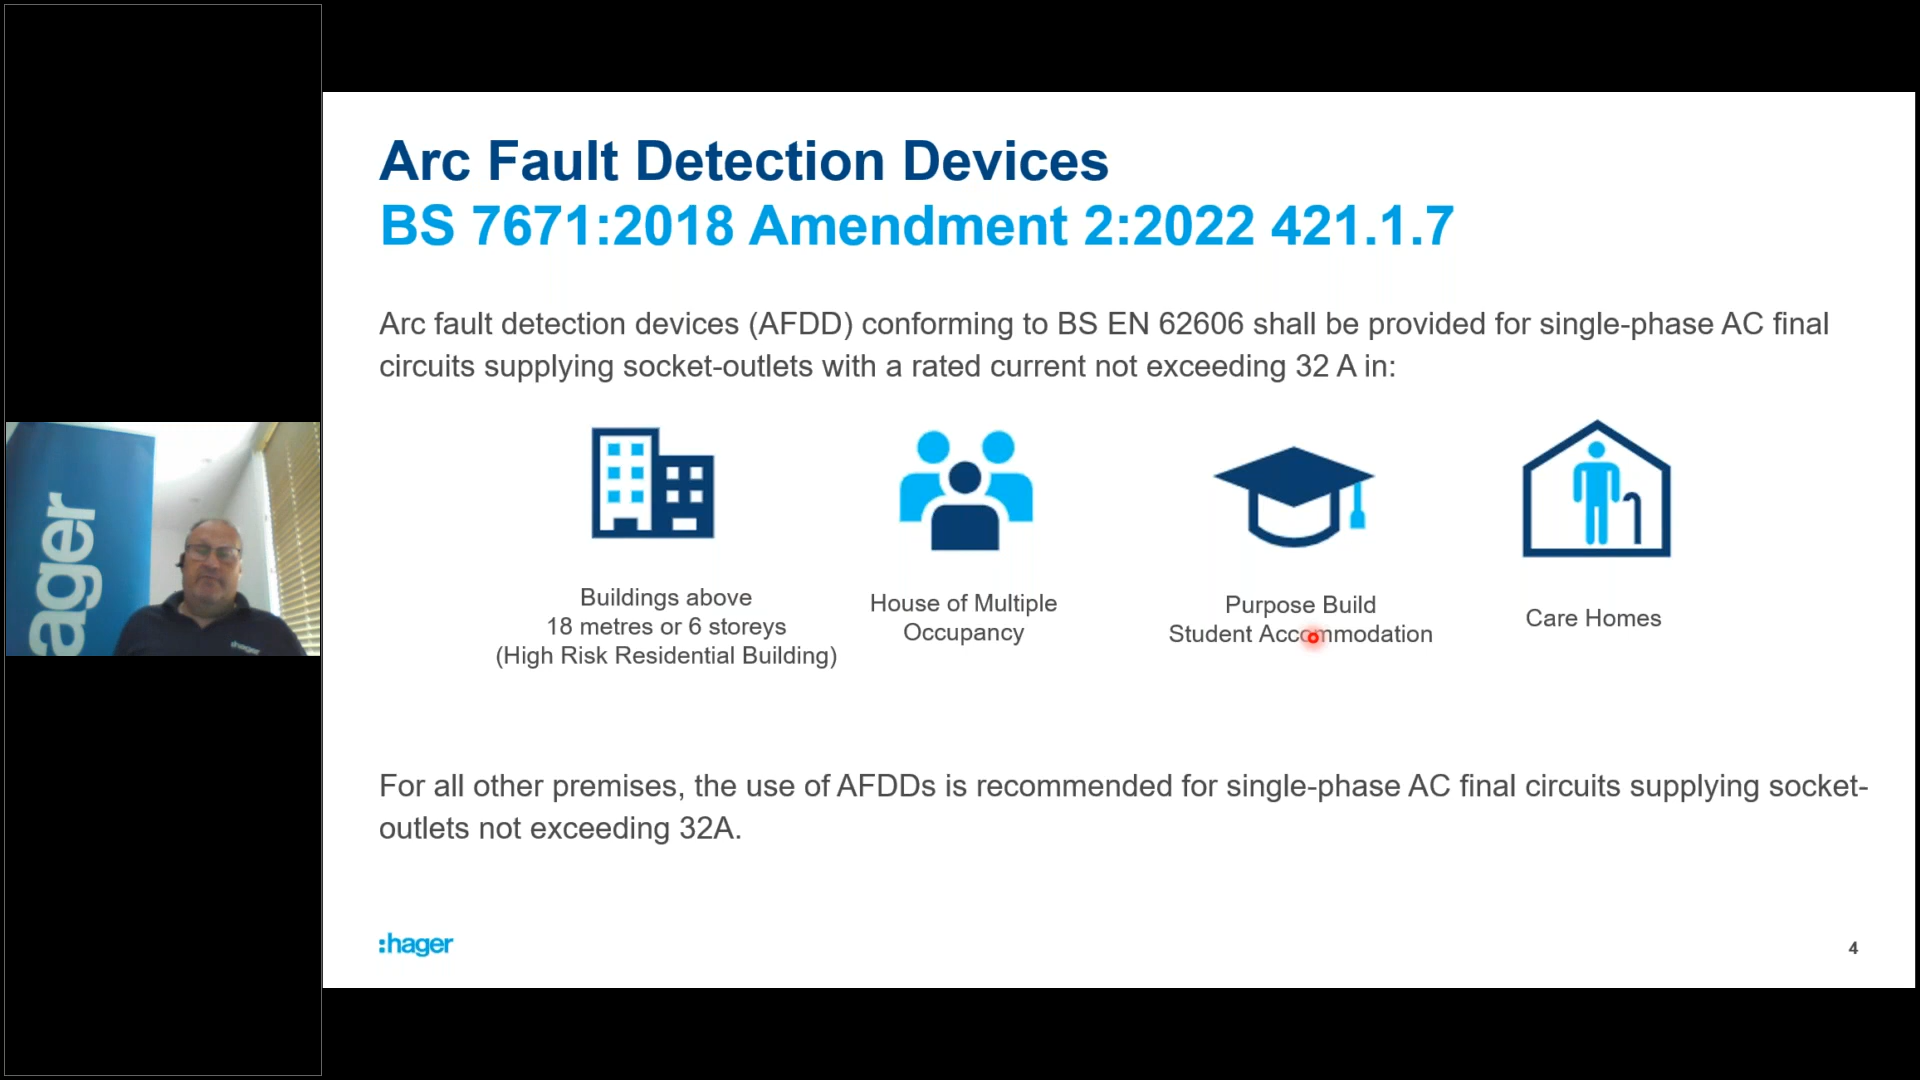 Arc Fault Detection Devices
BS 7671:2018 Amendment 2:2022 421.1.7
Arc fault detection devices (AFDD) conforming to BS EN 62606 shall be provided for single-phase AC final
circuits supplying socket-outlets with a rated current not exceeding 32 A in:
Buildings above
18 metres or 6 storeys
(High Risk Residential Building)
House of Multiple
Occupancy
Purpose Build
Student Accommodation
Care Homes
For all other premises, the use of AFDDs is recommended for single-phase AC final circuits supplying socket-
outlets not exceeding 32A.
:hager
4
ager